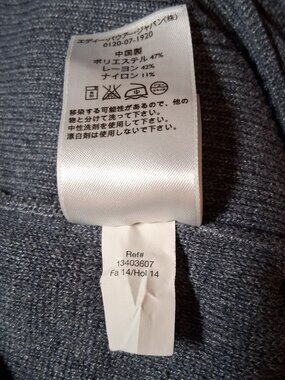 エディー・バウアー・ジャパン(株)
0120-07-1920
中国製
ポリエステル 47%
レーヨン 42%
ナイロン 11%
移染する可能性があるので、他の
物と分けて洗って下さい。
中性洗剤を使用して下さい。
漂白剤は使用しないで下さい。
Ref#
13403607
Fa 14/Hol 14